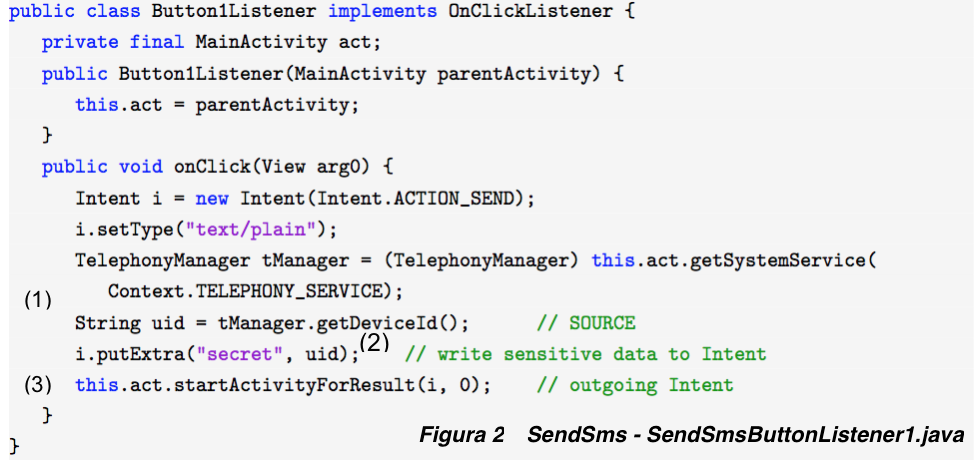 public class Button1Listener implements OnClickListener {
private final MainActivity act;
public Button1Listener(MainActivity parentActivity) {
this.act = parentActivity;
}
public void onClick(View arg0) {
Intent i = new Intent(Intent.ACTION_SEND);
i.setType("text/plain");
TelephonyManager tManager = (TelephonyManager) this.act.getSystemService(
Context.TELEPHONY_SERVICE);
(1)
String uid = tManager.getDeviceId(); // SOURCE
i.putExtra("secret", uid);(2) // write sensitive data to Intent
(3) this.act.startActivityForResult(i, 0); // outgoing Intent
}
Figura 2 SendSms - SendSmsButtonListener1.java
}